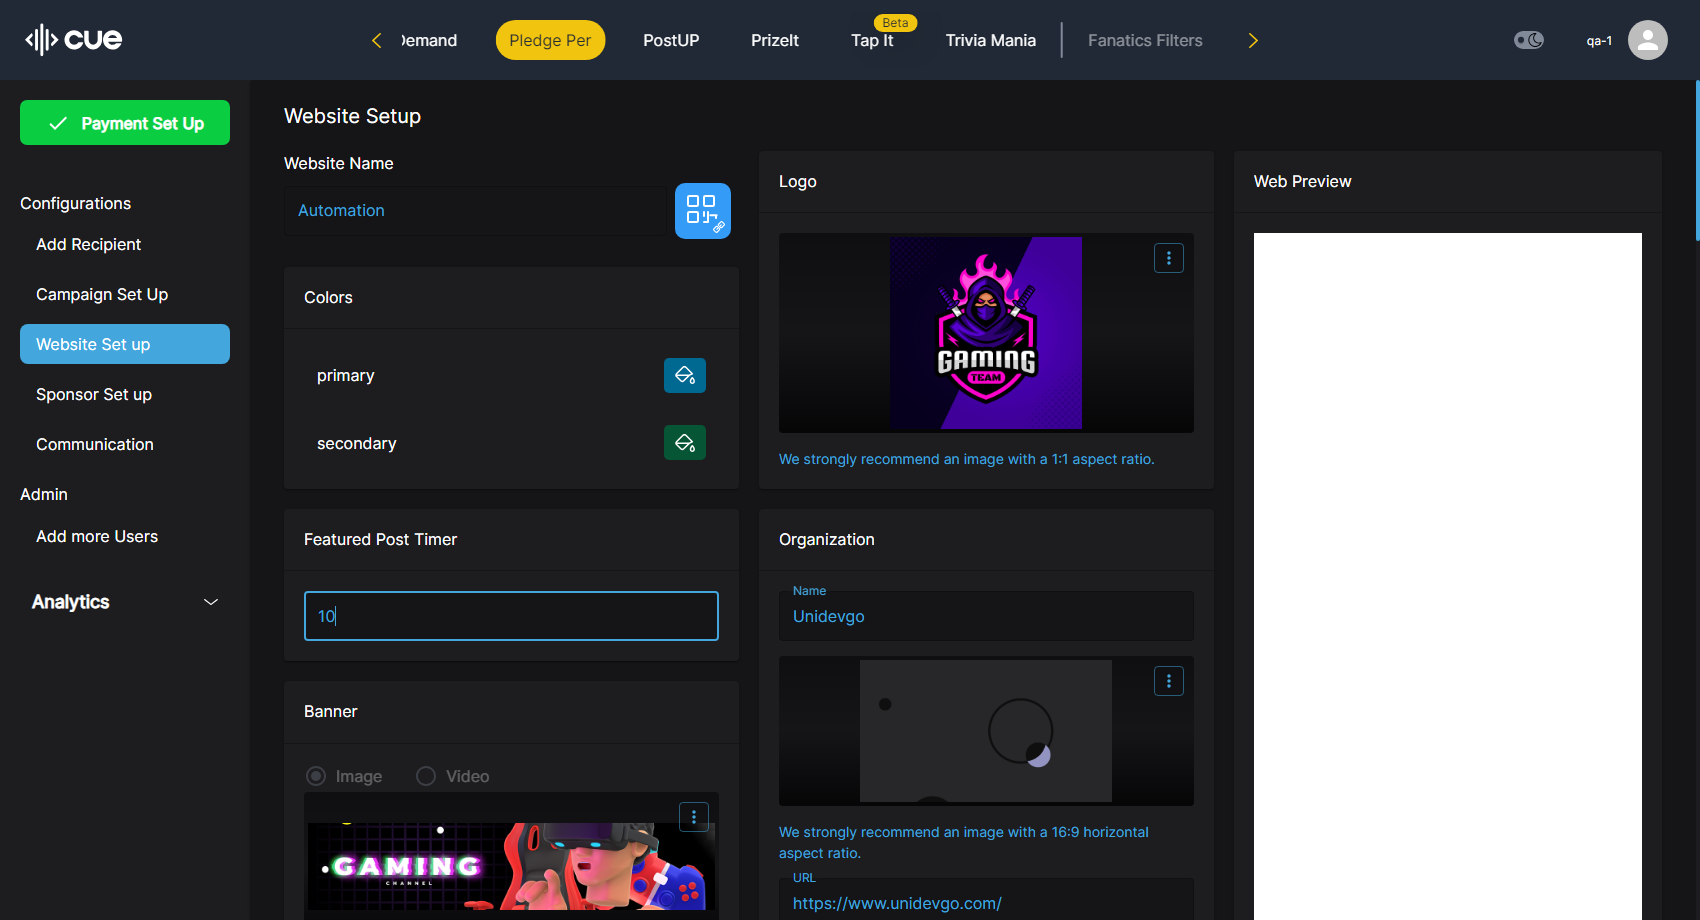 cue
Demand
Pledge Per
PostUP
PrizeIt
Beta
Tap It
Trivia Mania
Fanatics Filters
qa-1
Payment Set Up
Configurations
Add Recipient
Campaign Set Up
Website Set up
Sponsor Set up
Communication
Admin
Add more Users
Analytics
Website Setup
Website Name
Automation
Colors
primary
secondary
Featured Post Timer
10
Banner
Image
Video
GAMING
CHANNEL
Logo
GAMING
TEAM
We strongly recommend an image with a 1:1 aspect ratio.
Organization
Name
Unidevgo
We strongly recommend an image with a 16:9 horizontal
aspect ratio.
URL
https://www.unidevgo.com/
Web Preview